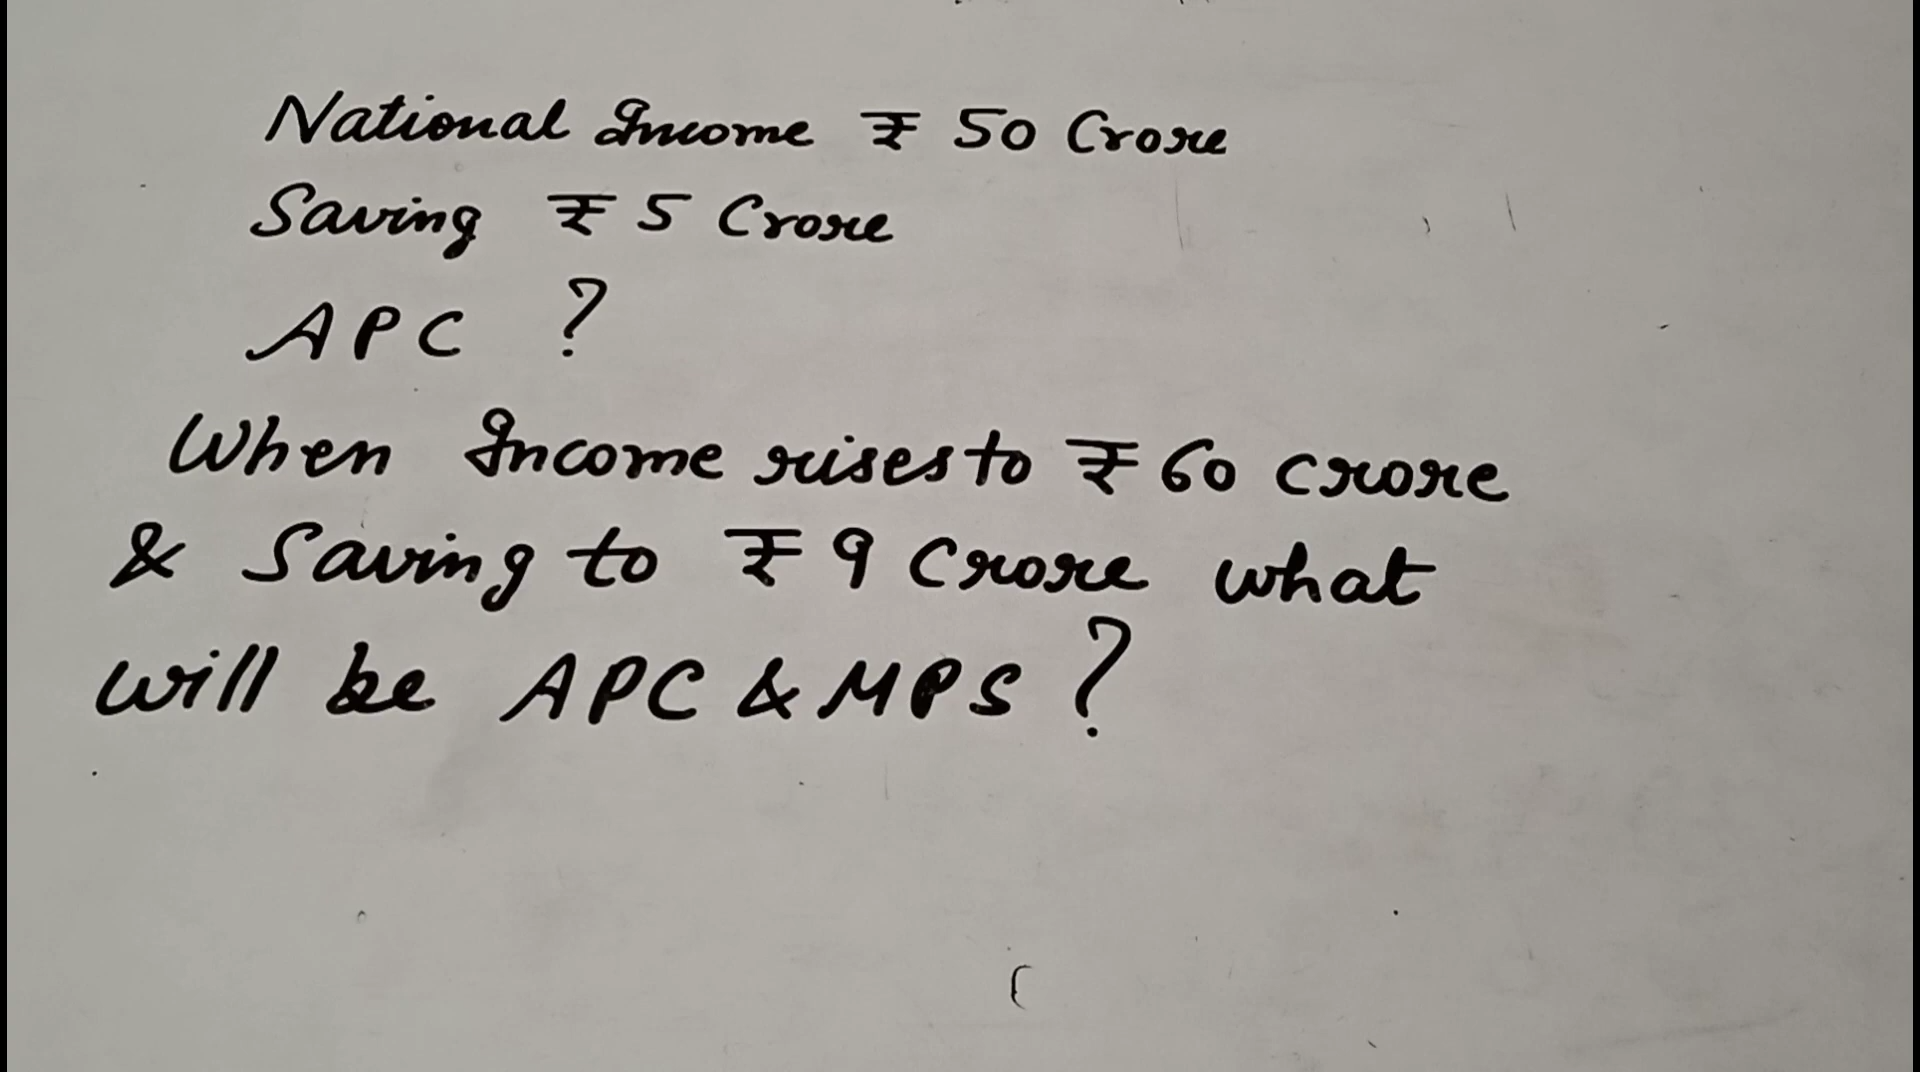 National Income ₹ 50 Crore
Saving ₹ 5 Crore
APC ?
When Income rises to ₹ 60 crore
& Saving to ₹ 9 Crore what
will be APC & MPS ?